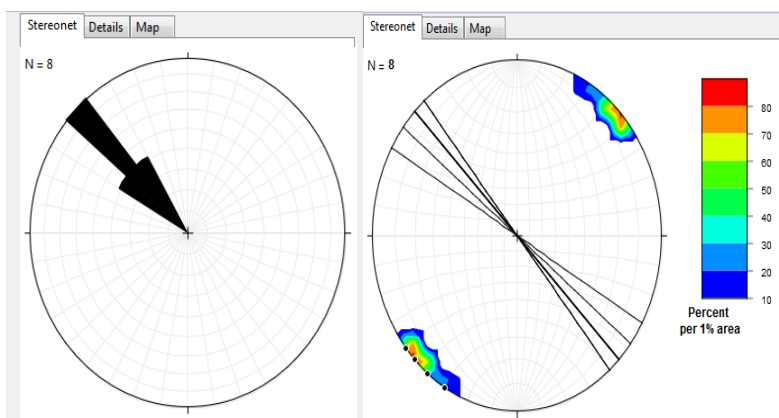 Stereonet Details Map
N = 8
Stereonet Details Map
N = 8
80
70
60
50
40
30
20
10
Percent
per 1% area